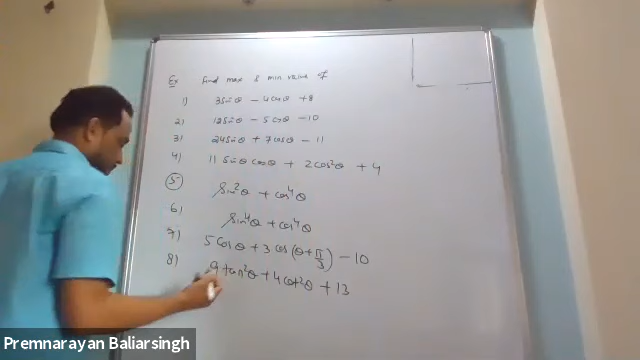 Ex Find max & min value of
1) 3sinθ - 4cosθ + 8
2) 12sinθ - 5cosθ - 10
3) 24sinθ + 7cosθ - 11
4) 11 sinθ cosθ + 2cos²θ + 4
5 sin²θ + cos⁴θ
6) sin⁴θ + cos⁴θ
7) 5cosθ + 3cos(θ + π/3) - 10
8) 9 tan²θ + 4cot²θ + 13
Premnarayan Baliarsingh